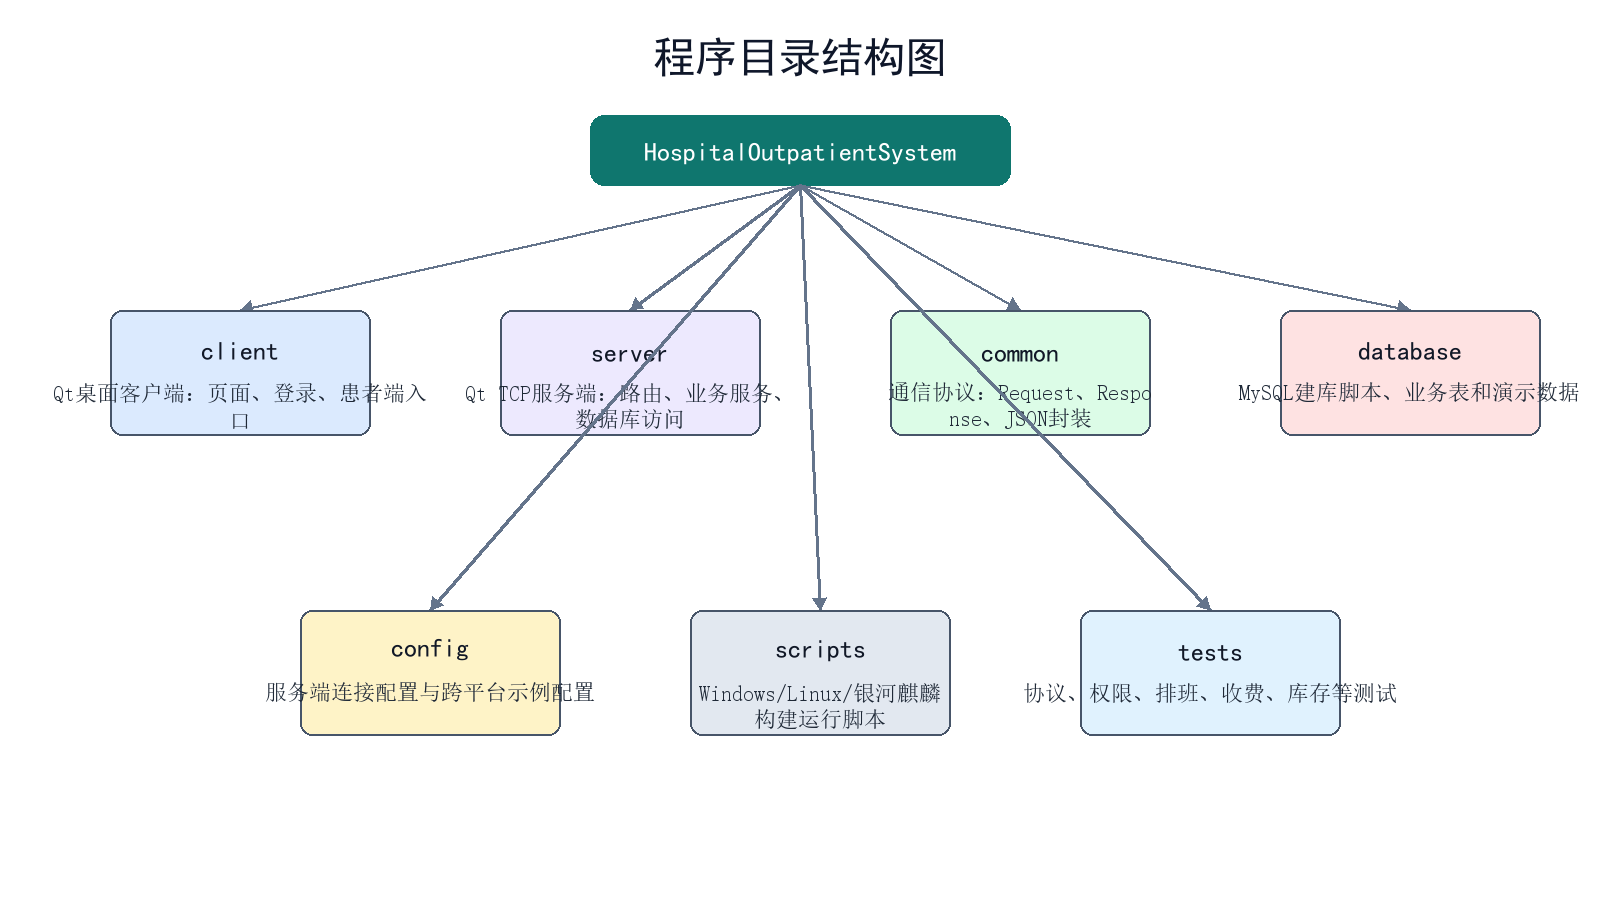 程序目录结构图
HospitalOutpatientSystem
client
Qt桌面客户端：页面、登录、患者端入
口
server
Qt TCP服务端：路由、业务服务、
数据库访问
common
通信协议：Request、Respo
nse、JSON封装
database
MySQL建库脚本、业务表和演示数据
config
服务端连接配置与跨平台示例配置
scripts
Windows/Linux/银河麒麟
构建运行脚本
tests
协议、权限、排班、收费、库存等测试